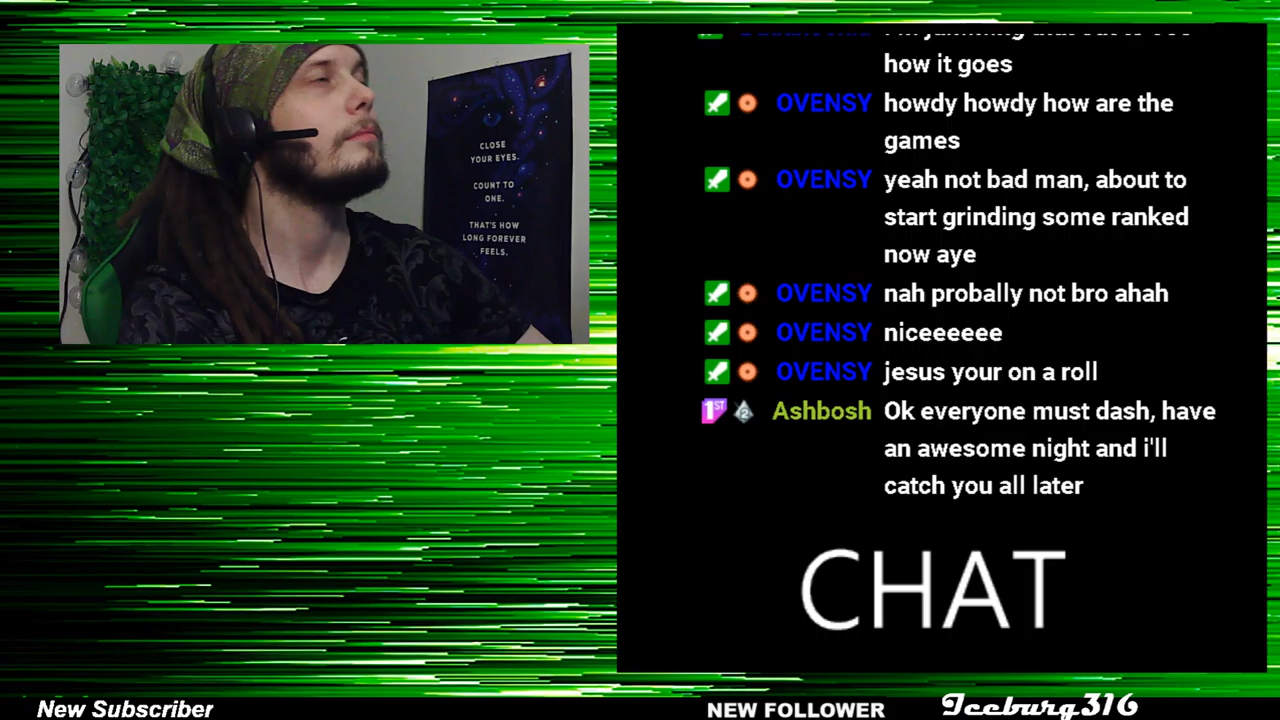 CLOSE
YOUR EYES.
COUNT TO
ONE.
THAT'S HOW
LONG FOREVER
FEELS.
how it goes
OVENSY howdy howdy how are the
games
OVENSY yeah not bad man, about to
start grinding some ranked
now aye
OVENSY nah probally not bro ahah
OVENSY niceeeeee
OVENSY jesus your on a roll
1ST 2 Ashbosh Ok everyone must dash, have
an awesome night and i'll
catch you all later
CHAT
New Subscriber
NEW FOLLOWER Iceburg316